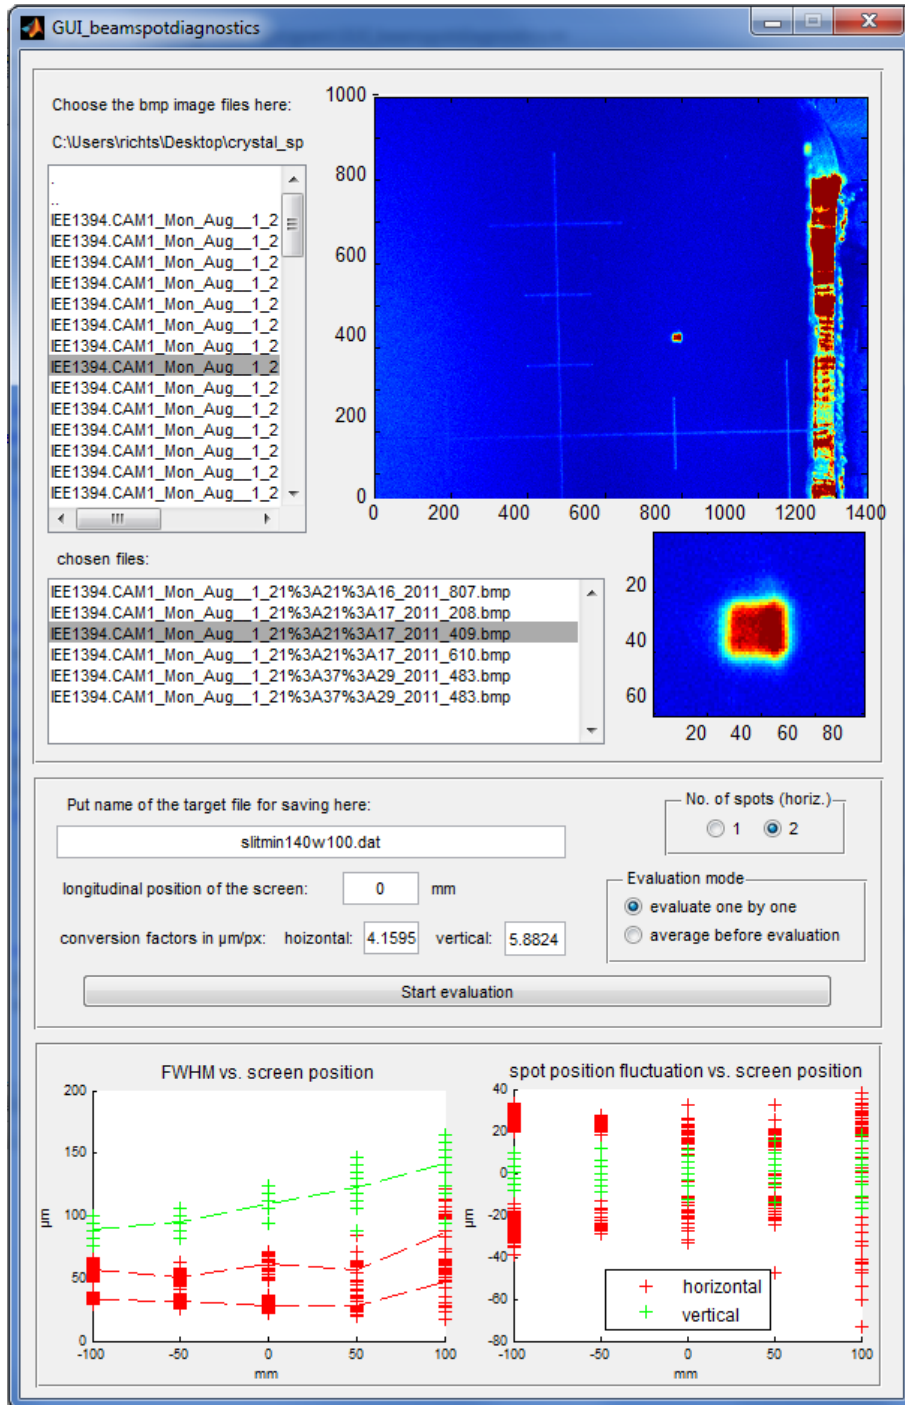 GUI_beamspotdiagnostics
Choose the bmp image files here:
C:\Users\richts\Desktop\crystal_sp
.
..
IEE1394.CAM1_Mon_Aug__1_2
IEE1394.CAM1_Mon_Aug__1_2
IEE1394.CAM1_Mon_Aug__1_2
IEE1394.CAM1_Mon_Aug__1_2
IEE1394.CAM1_Mon_Aug__1_2
IEE1394.CAM1_Mon_Aug__1_2
IEE1394.CAM1_Mon_Aug__1_2
IEE1394.CAM1_Mon_Aug__1_2
IEE1394.CAM1_Mon_Aug__1_2
IEE1394.CAM1_Mon_Aug__1_2
IEE1394.CAM1_Mon_Aug__1_2
IEE1394.CAM1_Mon_Aug__1_2
IEE1394.CAM1_Mon_Aug__1_2
IEE1394.CAM1_Mon_Aug__1_2
1000
800
600
400
200
0
0 200 400 600 800 1000 1200 1400
chosen files:
IEE1394.CAM1_Mon_Aug__1_21%3A21%3A16_2011_807.bmp
IEE1394.CAM1_Mon_Aug__1_21%3A21%3A17_2011_208.bmp
IEE1394.CAM1_Mon_Aug__1_21%3A21%3A17_2011_409.bmp
IEE1394.CAM1_Mon_Aug__1_21%3A21%3A17_2011_610.bmp
IEE1394.CAM1_Mon_Aug__1_21%3A37%3A29_2011_483.bmp
IEE1394.CAM1_Mon_Aug__1_21%3A37%3A29_2011_483.bmp
20
40
60
20 40 60 80
Put name of the target file for saving here:
slitmin140w100.dat
No. of spots (horiz.)
1 2
longitudinal position of the screen: 0 mm
Evaluation mode
evaluate one by one
average before evaluation
conversion factors in µm/px: hoizontal: 4.1595 vertical: 5.8824
Start evaluation
FWHM vs. screen position
200
150
100
50
0
µm
-100 -50 0 50 100
mm
spot position fluctuation vs. screen position
40
20
0
-20
-40
-60
-80
µm
-100 -50 0 50 100
mm
horizontal
vertical